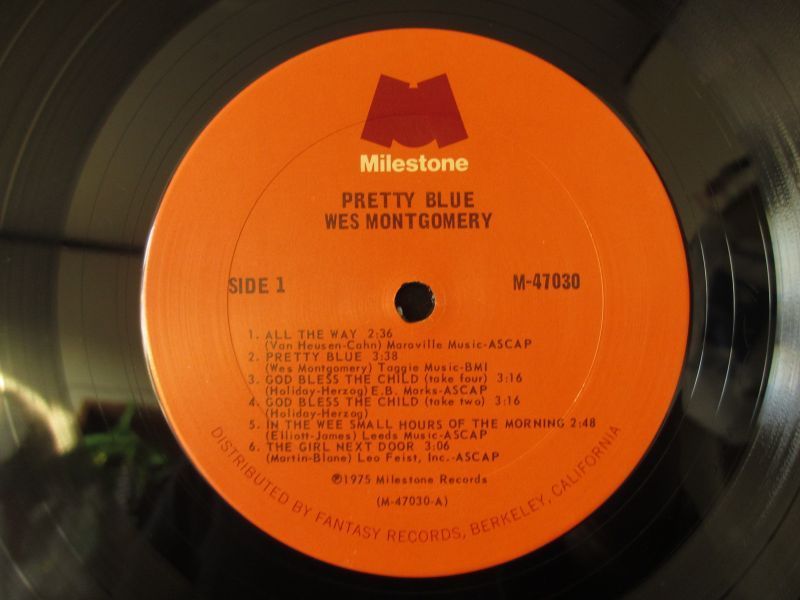 Milestone
PRETTY BLUE
WES MONTGOMERY
SIDE 1
M-47030
1. ALL THE WAY 2:36
(Van Heusen-Cahn) Maraville Music-ASCAP
2. PRETTY BLUE 3:38
(Wes Montgomery) Taggie Music-BMI
3. GOD BLESS THE CHILD (take four) 3:16
(Holiday-Herzog) E.B. Marks-ASCAP
4. GOD BLESS THE CHILD (take two) 3:16
(Holiday-Herzog)
5. IN THE WEE SMALL HOURS OF THE MORNING 2:48
(Elliott-James) Leeds Music-ASCAP
6. THE GIRL NEXT DOOR 3:06
(Martin-Blane) Leo Feist, Inc.-ASCAP
℗1975 Milestone Records
(M-47030-A)
DISTRIBUTED BY FANTASY RECORDS, BERKELEY, CALIFORNIA